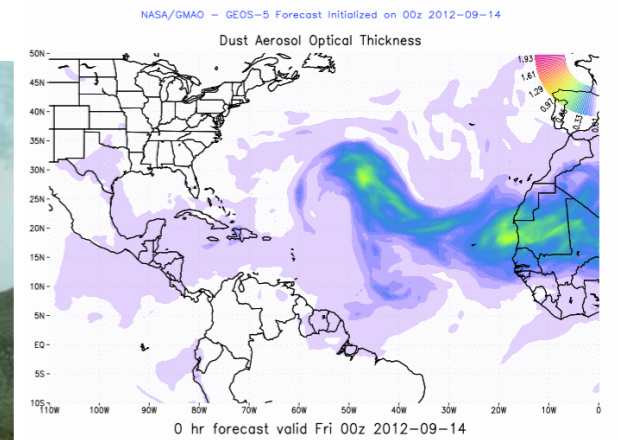 NASA/GMAO - GEOS-5 Forecast Initialized on 00z 2012-09-14
Dust Aerosol Optical Thickness
50N
45N
40N
35N
30N
25N
20N
15N
10N
5N
EQ
5S
10S
1.93
1.61
1.29
0.97
0.33
110W 100W 90W 80W 70W 60W 50W 40W 30W 20W 10W 0
0 hr forecast valid Fri 00z 2012-09-14